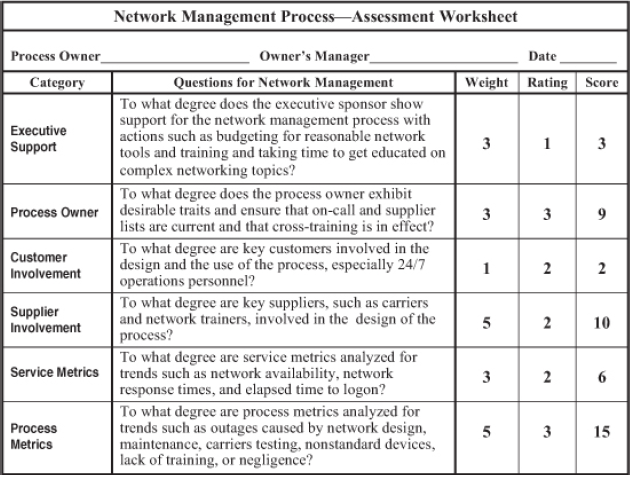 Network Management Process—Assessment Worksheet
Process Owner____________________ Owner's Manager____________________ Date ________
Category Questions for Network Management Weight Rating Score
Executive Support
To what degree does the executive sponsor show
support for the network management process with
actions such as budgeting for reasonable network
tools and training and taking time to get educated on
complex networking topics?
3 1 3
Process Owner
To what degree does the process owner exhibit
desirable traits and ensure that on-call and supplier
lists are current and that cross-training is in effect?
3 3 9
Customer
Involvement
To what degree are key customers involved in the
design and the use of the process, especially 24/7
operations personnel?
1 2 2
Supplier
Involvement
To what degree are key suppliers, such as carriers
and network trainers, involved in the design of the
process?
5 2 10
Service Metrics
To what degree are service metrics analyzed for
trends such as network availability, network
response times, and elapsed time to logon?
3 2 6
Process
Metrics
To what degree are process metrics analyzed for
trends such as outages caused by network design,
maintenance, carriers testing, nonstandard devices,
lack of training, or negligence?
5 3 15